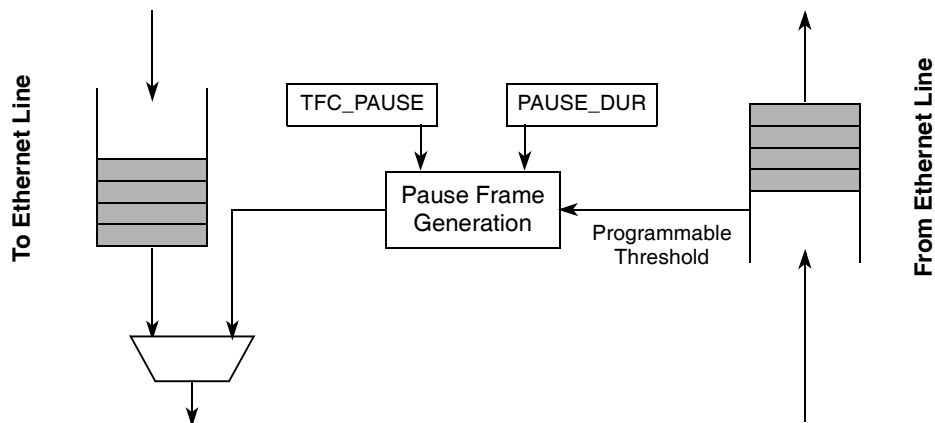 To Ethernet Line
TFC_PAUSE
PAUSE_DUR
Pause Frame
Generation
Programmable
Threshold
From Ethernet Line